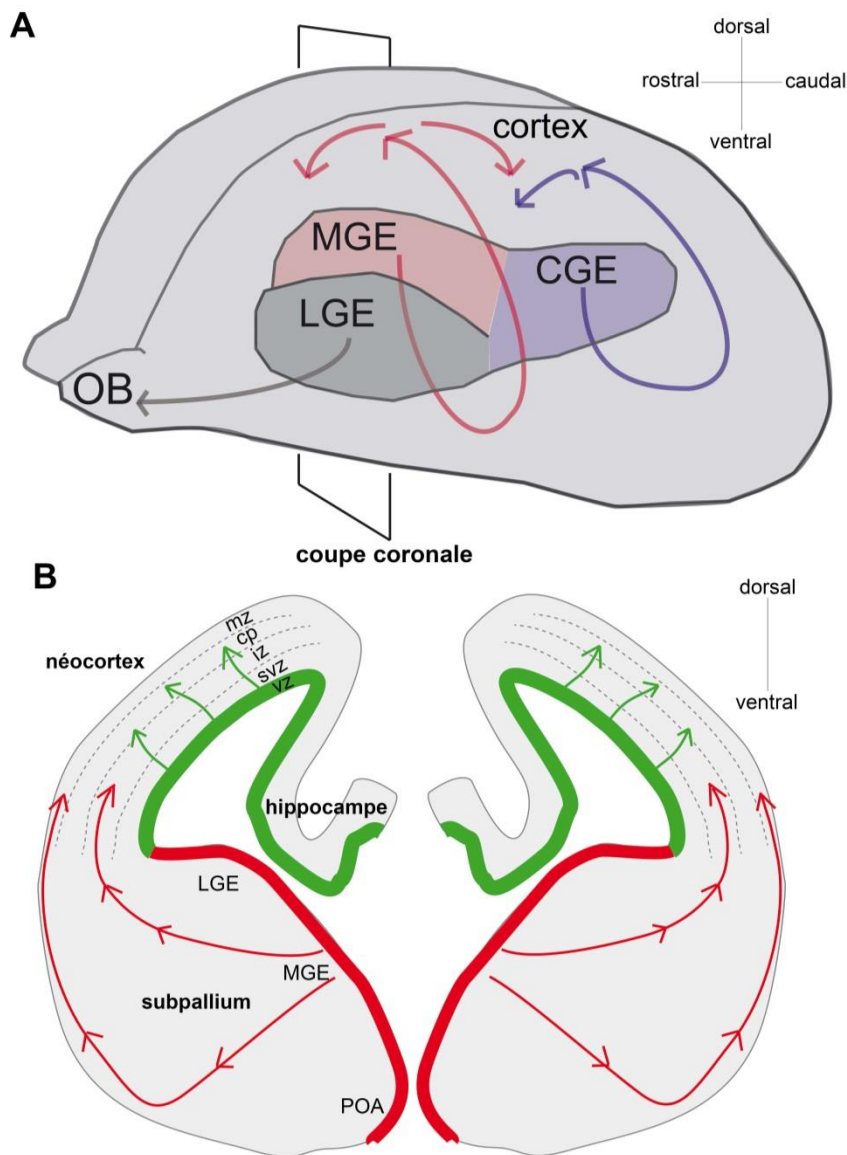 A
dorsal
rostral
caudal
ventral
cortex
MGE
CGE
LGE
OB
coupe coronale
B
dorsal
ventral
néocortex
mz
cp
iz
svz
vz
hippocampe
LGE
MGE
subpallium
POA